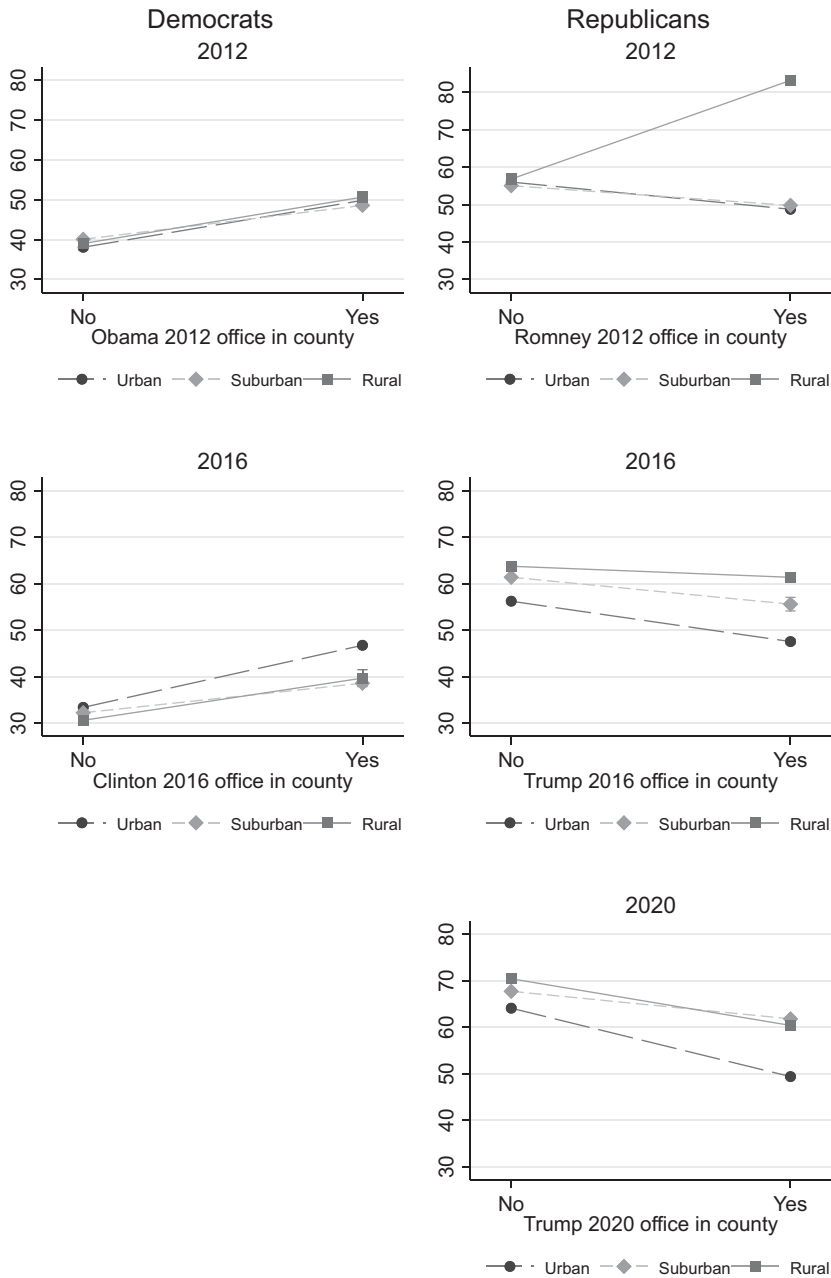 Democrats
2012
80
70
60
50
40
30
No Yes
Obama 2012 office in county
Urban Suburban Rural
Republicans
2012
80
70
60
50
40
30
No Yes
Romney 2012 office in county
Urban Suburban Rural
2016
80
70
60
50
40
30
No Yes
Clinton 2016 office in county
Urban Suburban Rural
2016
80
70
60
50
40
30
No Yes
Trump 2016 office in county
Urban Suburban Rural
2020
80
70
60
50
40
30
No Yes
Trump 2020 office in county
Urban Suburban Rural